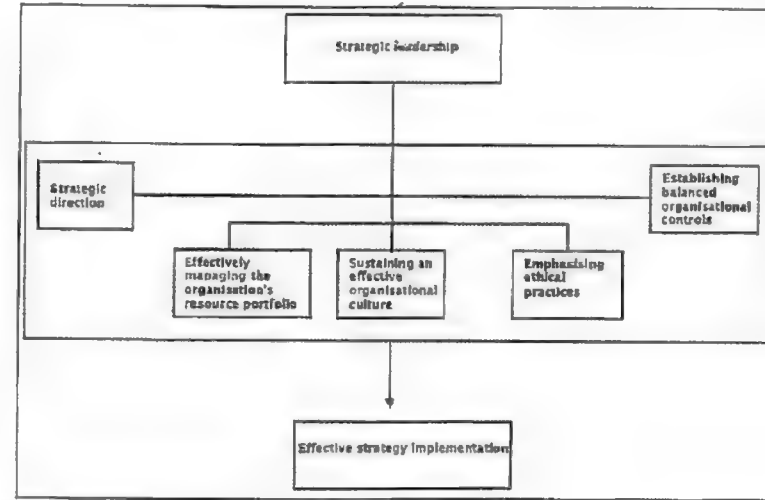 Strategic leadership
Strategic
direction
Establishing
balanced
organisational
controls
Effectively
managing the
organisation's
resource portfolio
Sustaining an
effective
organisational
culture
Emphasising
ethical
practices
Effective strategy implementation